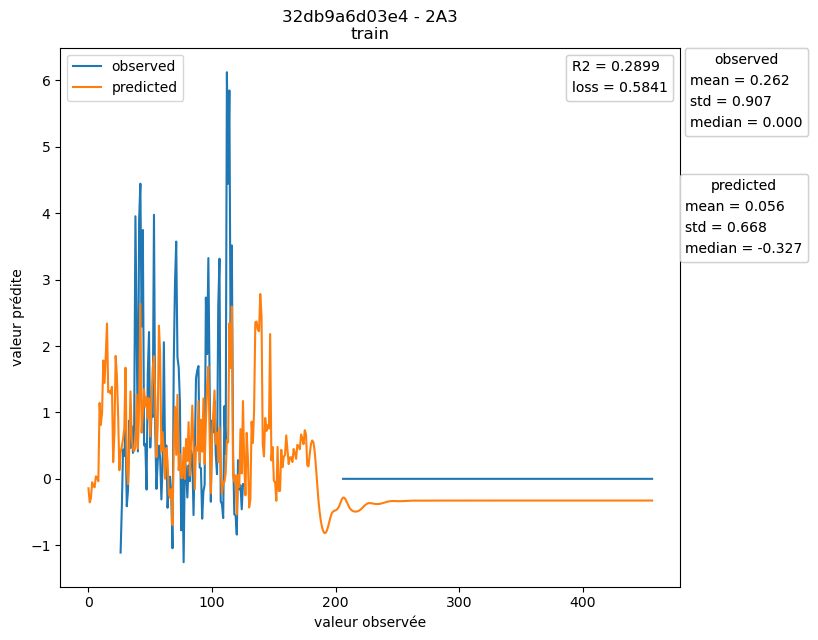 32db9a6d03e4 - 2A3
train
observed
predicted
R2 = 0.2899
loss = 0.5841
observed
mean = 0.262
std = 0.907
median = 0.000
predicted
mean = 0.056
std = 0.668
median = -0.327
valeur prédite
6
5
4
3
2
1
0
−1
0
100
200
300
400
valeur observée